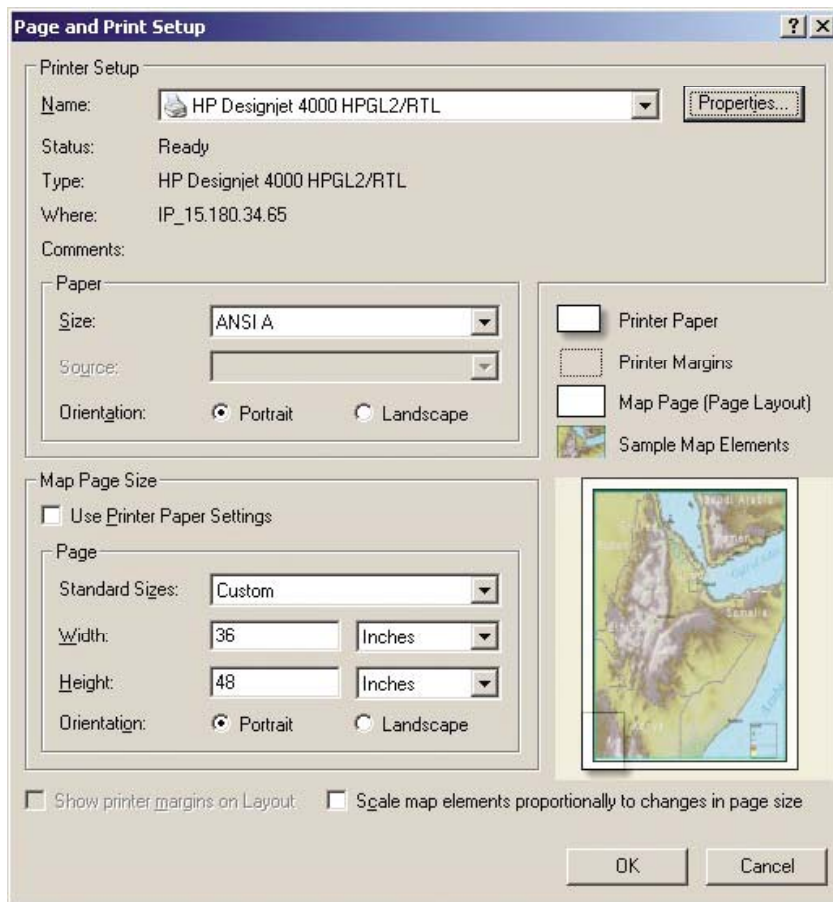 Page and Print Setup
Printer Setup
Name:
HP Designjet 4000 HPGL2/RTL
Properties...
Status:
Ready
Type:
HP Designjet 4000 HPGL2/RTL
Where:
IP_15.180.34.65
Comments:
Paper
Size:
ANSI A
Source:
Orientation:
Portrait
Landscape
Printer Paper
Printer Margins
Map Page (Page Layout)
Sample Map Elements
Map Page Size
Use Printer Paper Settings
Page
Standard Sizes:
Custom
Width:
36
Inches
Height:
48
Inches
Orientation:
Portrait
Landscape
Saudi Arabia
Yemen
Somalia
Show printer margins on Layout
Scale map elements proportionally to changes in page size
OK
Cancel